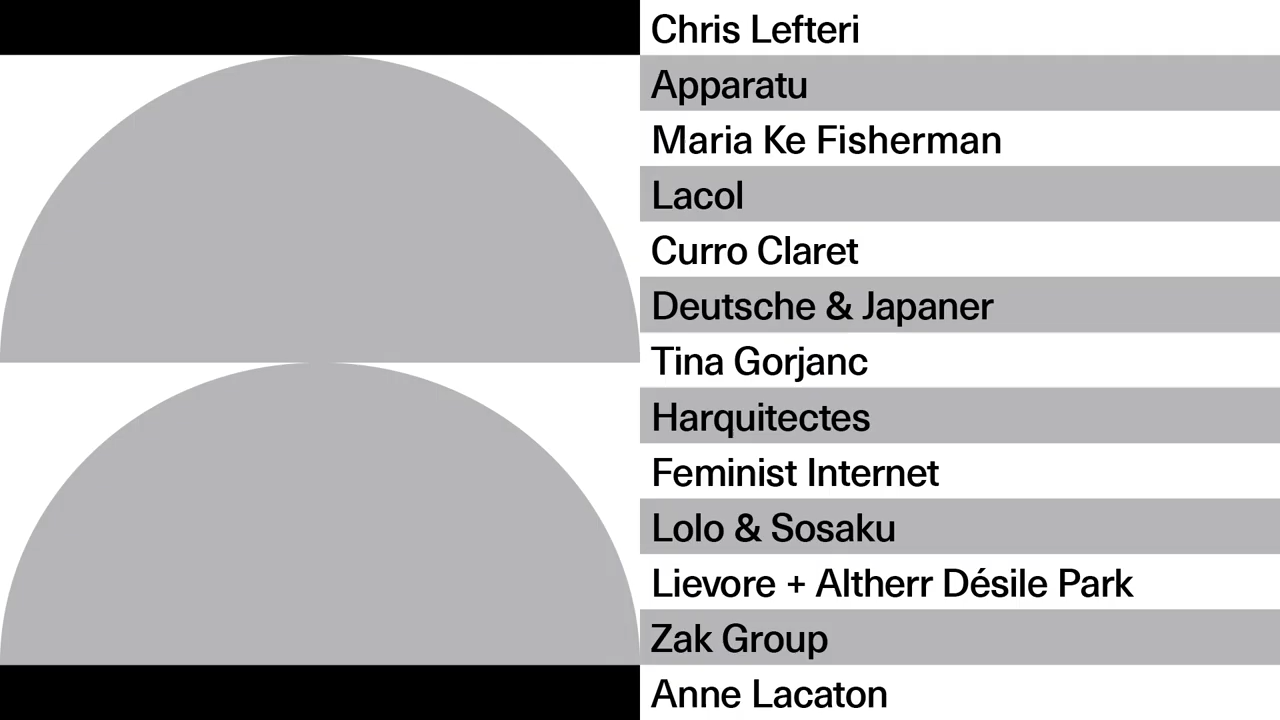 Chris Lefteri
Apparatu
Maria Ke Fisherman
Lacol
Curro Claret
Deutsche & Japaner
Tina Gorjanc
Harquitectes
Feminist Internet
Lolo & Sosaku
Lievore + Altherr Désile Park
Zak Group
Anne Lacaton